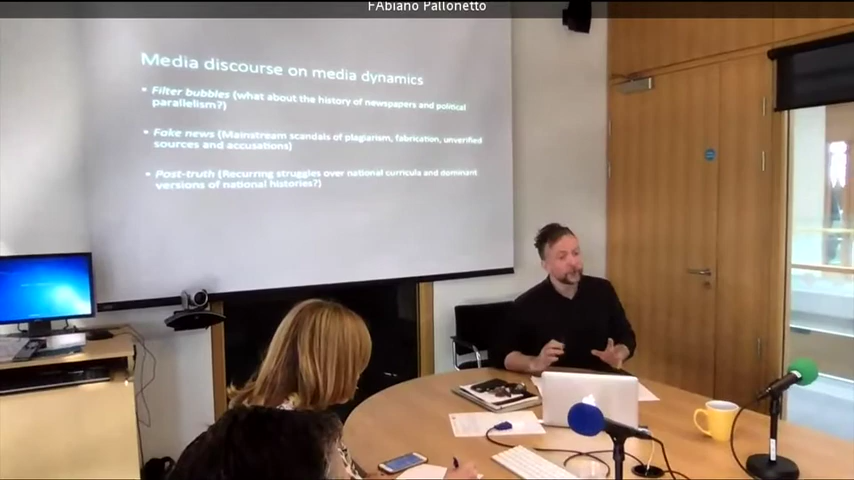 FAbiano Pallonetto
Media discourse on media dynamics
• Filter bubbles (what about the history of newspapers and political
parallelism?)
• Fake news (Mainstream scandals of plagiarism, fabrication, unverified
sources and accusations)
• Post-truth (Recurring struggles over national curricula and dominant
versions of national histories?)